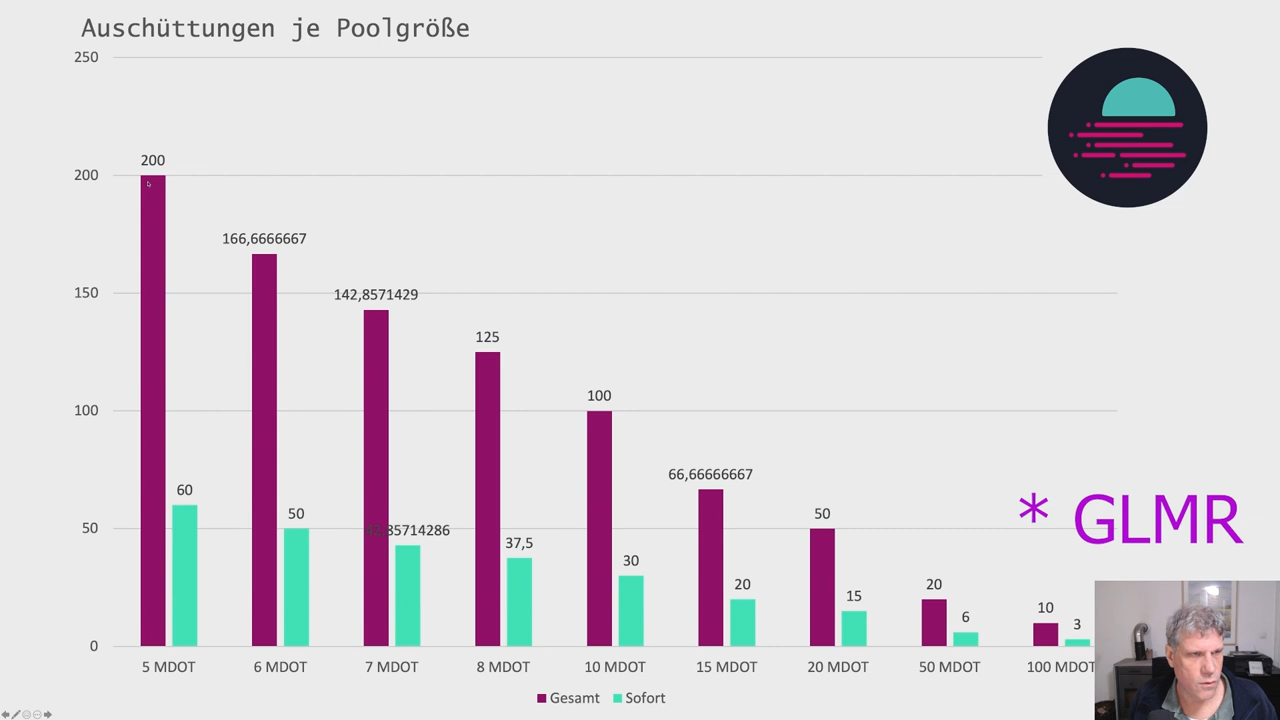 Auschüttungen je Poolgröße
250
200
150
100
50
0
200
60
166,6666667
50
142,8571429
125
37,5
100
30
66,66666667
20
50
15
20
6
10
3
5 MDOT
6 MDOT
7 MDOT
8 MDOT
10 MDOT
15 MDOT
20 MDOT
50 MDOT
100 MDOT
Gesamt
Sofort
* GLMR